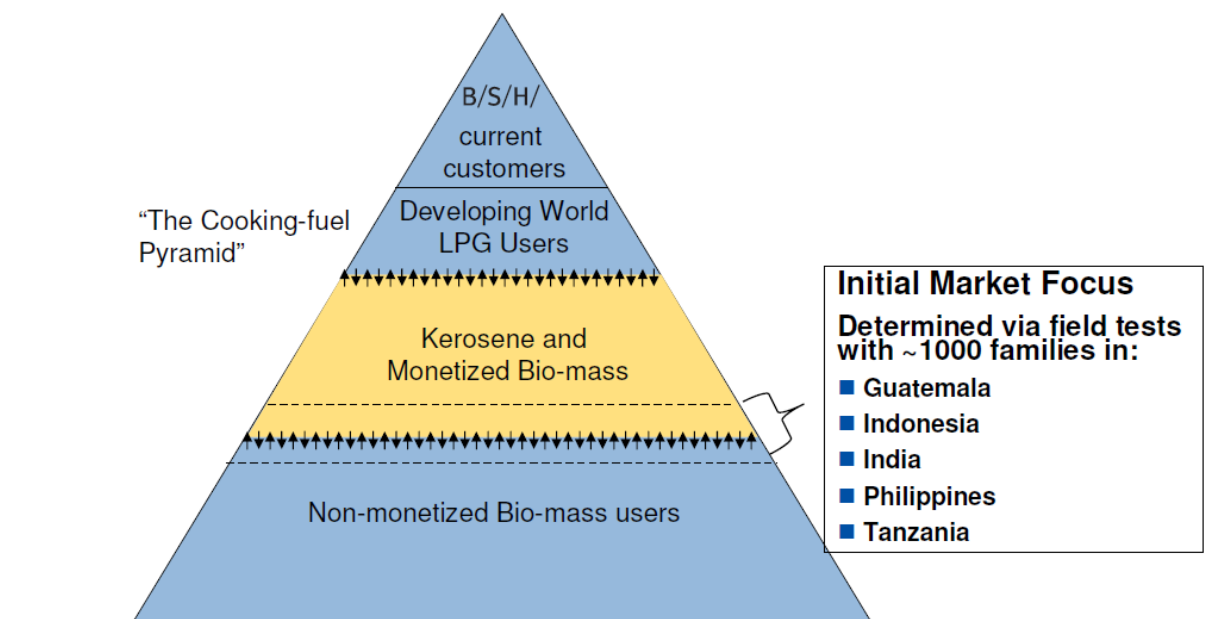 B/S/H/
current
customers
“The Cooking-fuel
Pyramid”
Developing World
LPG Users
Kerosene and
Monetized Bio-mass
Non-monetized Bio-mass users
Initial Market Focus
Determined via field tests
with ~1000 families in:
Guatemala
Indonesia
India
Philippines
Tanzania